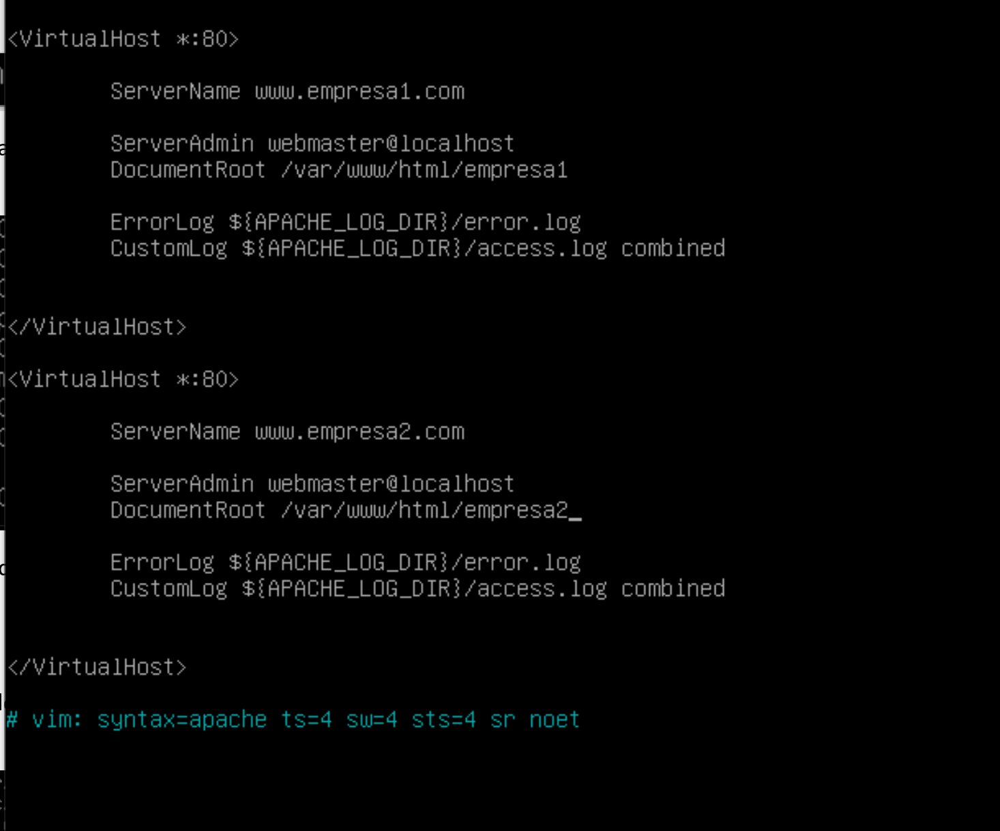 <VirtualHost *:80>
ServerName www.empresa1.com
ServerAdmin webmaster@localhost
DocumentRoot /var/www/html/empresa1
ErrorLog ${APACHE_LOG_DIR}/error.log
CustomLog ${APACHE_LOG_DIR}/access.log combined
</VirtualHost>
<VirtualHost *:80>
ServerName www.empresa2.com
ServerAdmin webmaster@localhost
DocumentRoot /var/www/html/empresa2_
ErrorLog ${APACHE_LOG_DIR}/error.log
CustomLog ${APACHE_LOG_DIR}/access.log combined
</VirtualHost>
# vim: syntax=apache ts=4 sw=4 sts=4 sr noet